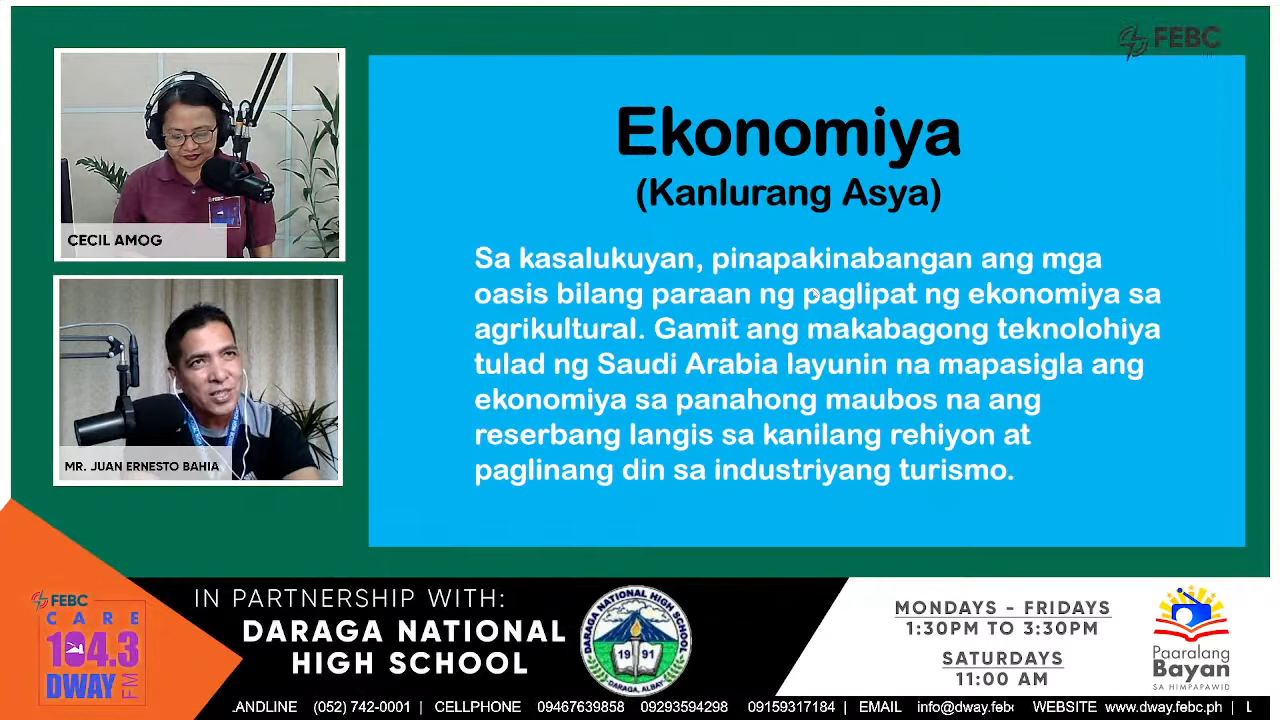 FEBC
Ekonomiya
(Kanlurang Asya)
Sa kasalukuyan, pinapakinabangan ang mga
oasis bilang paraan ng paglipat ng ekonomiya sa
agrikultural. Gamit ang makabagong teknolohiya
tulad ng Saudi Arabia layunin na mapasigla ang
ekonomiya sa panahong maubos na ang
reserbang langis sa kanilang rehiyon at
paglinang din sa industriyang turismo.
FEBC
CECIL AMOG
MR. JUAN ERNESTO BAHIA
FEBC
CARE
104.3
DWAY FM
IN PARTNERSHIP WITH:
DARAGA NATIONAL
HIGH SCHOOL
DARAGA NATIONAL HIGH SCHOOL
1991
DARAGA, ALBAY
MONDAYS - FRIDAYS
1:30PM TO 3:30PM
SATURDAYS
11:00 AM
Paaralang
Bayan
SA HIMPAPAWID
.ANDLINE (052) 742-0001 | CELLPHONE 09467639858 09293594298 09159317184 | EMAIL info@dway.feb WEBSITE www.dway.febc.ph | L